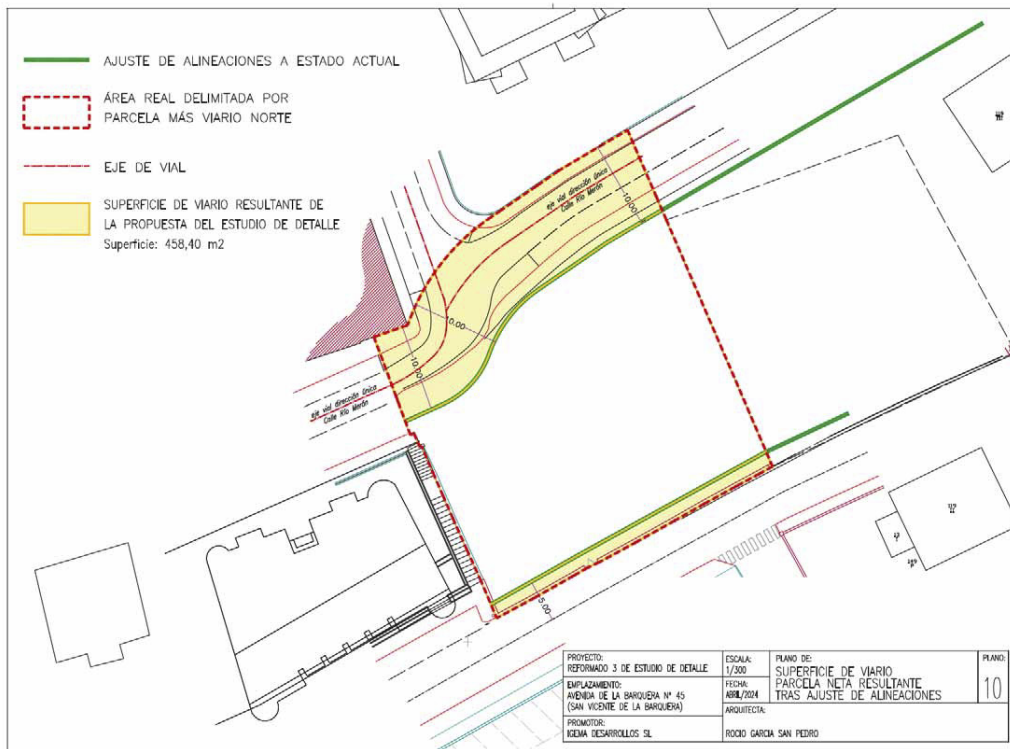 AJUSTE DE ALINEACIONES A ESTADO ACTUAL
ÁREA REAL DELIMITADA POR
PARCELA MÁS VIARIO NORTE
EJE DE VIAL
SUPERFICIE DE VIARIO RESULTANTE DE
LA PROPUESTA DEL ESTUDIO DE DETALLE
Superficie: 458,40 m2
eje vial dirección única
Calle Río Merón
10.00
10.00
10.00
eje vial dirección única
Calle Río Merón
5.00
PROYECTO:
REFORMADO 3 DE ESTUDIO DE DETALLE
EMPLAZAMIENTO:
AVENIDA DE LA BARQUERA Nº 45
(SAN VICENTE DE LA BARQUERA)
PROMOTOR:
IGEMA DESARROLLOS SL
ESCALA:
1/300
FECHA:
ABRIL/2024
PLANO DE:
SUPERFICIE DE VIARIO
PARCELA NETA RESULTANTE
TRAS AJUSTE DE ALINEACIONES
ARQUITECTA:
ROCIO GARCIA SAN PEDRO
PLANO:
10